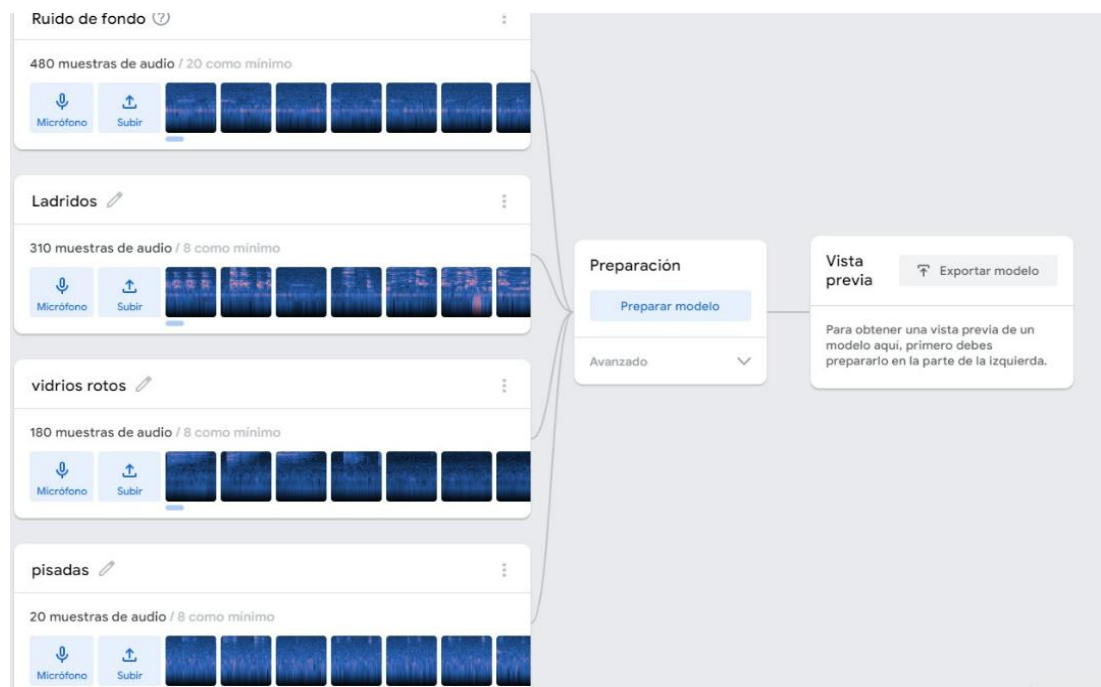 Ruido de fondo
480 muestras de audio / 20 como mínimo
Micrófono
Subir
Ladridos
310 muestras de audio / 8 como mínimo
Micrófono
Subir
vidrios rotos
180 muestras de audio / 8 como mínimo
Micrófono
Subir
pisadas
20 muestras de audio / 8 como mínimo
Micrófono
Subir
Preparación
Preparar modelo
Avanzado
Vista
previa
Exportar modelo
Para obtener una vista previa de un
modelo aquí, primero debes
prepararlo en la parte de la izquierda.